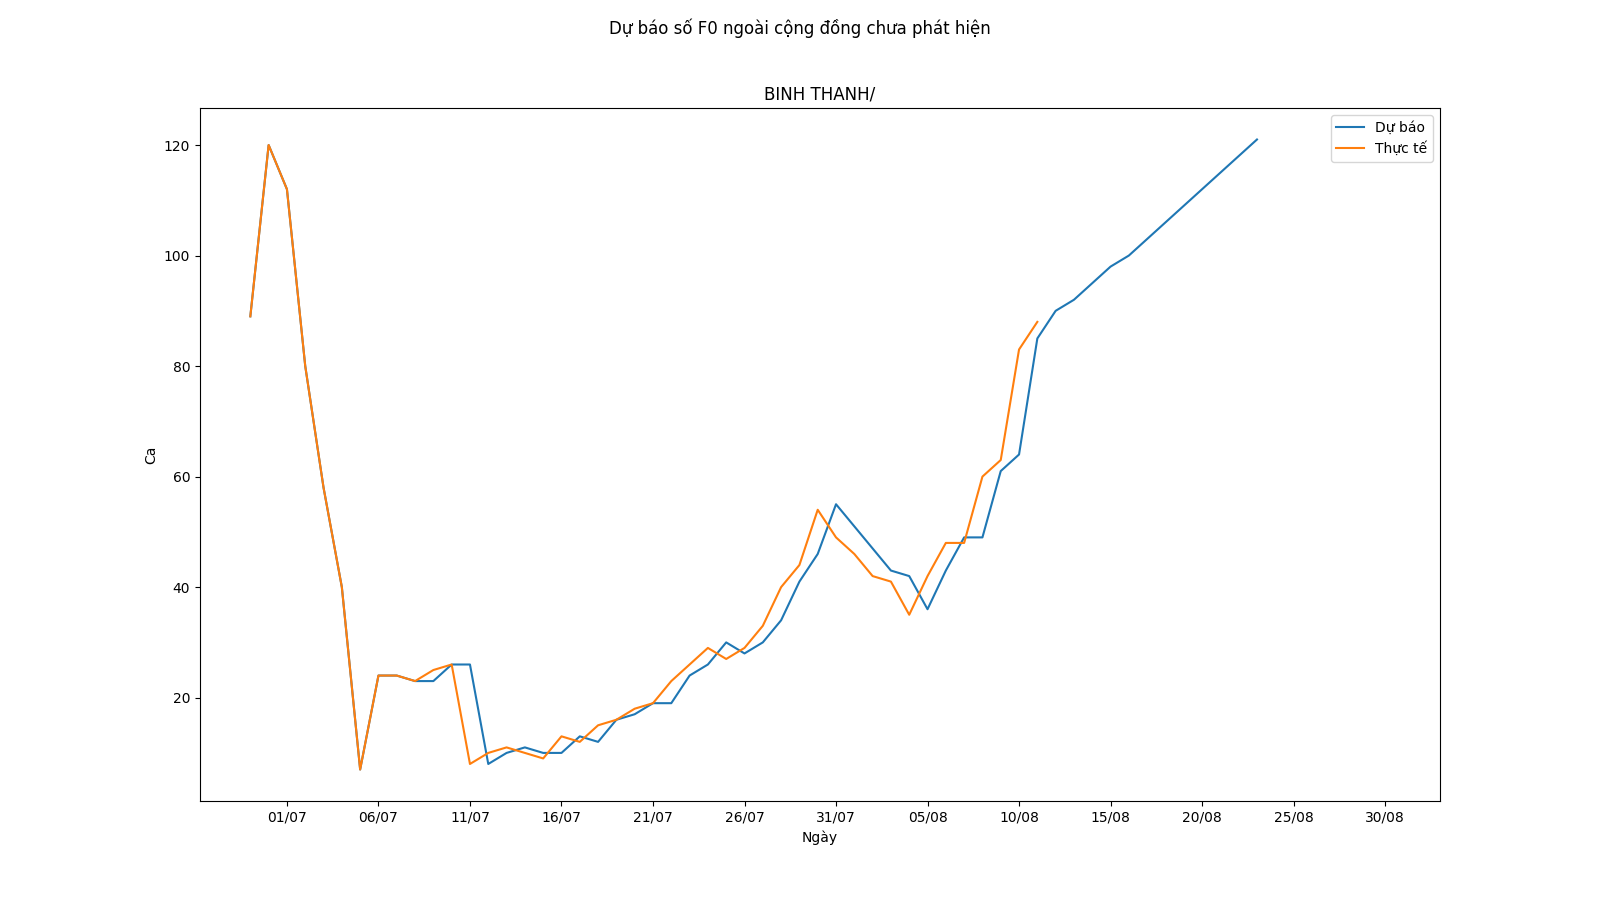 Dự báo số F0 ngoài cộng đồng chưa phát hiện
BINH THANH/
Dự báo
Thực tế
120
100
80
60
40
20
Ca
01/07 06/07 11/07 16/07 21/07 26/07 31/07 05/08 10/08 15/08 20/08 25/08 30/08
Ngày